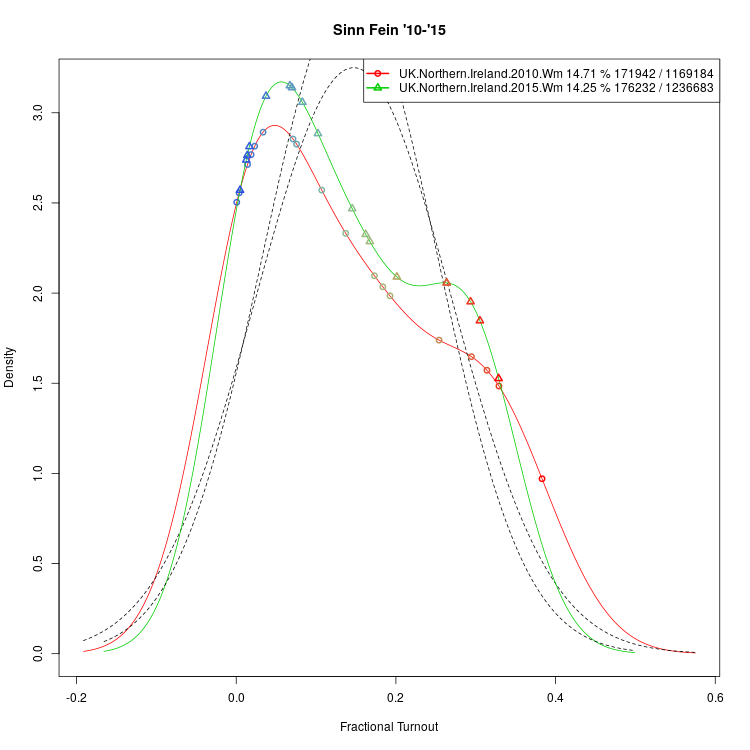 Sinn Fein '10-'15
UK.Northern.Ireland.2010.Wm 14.71 % 171942 / 1169184
UK.Northern.Ireland.2015.Wm 14.25 % 176232 / 1236683
Density
3.0
2.5
2.0
1.5
1.0
0.5
0.0
-0.2 0.0 0.2 0.4 0.6
Fractional Turnout